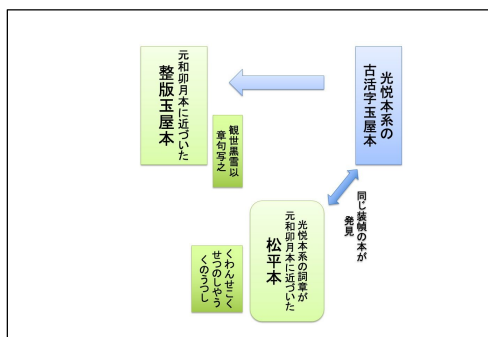 光悦本系の
古活字玉屋本
元和卯月本に近づいた
整版玉屋本
観世黒雪以
章句写之
同じ装幀の本が
発見
光悦本系の詞章が
元和卯月本に近づいた
松平本
くわんせこく
せつのしやう
くのうつし